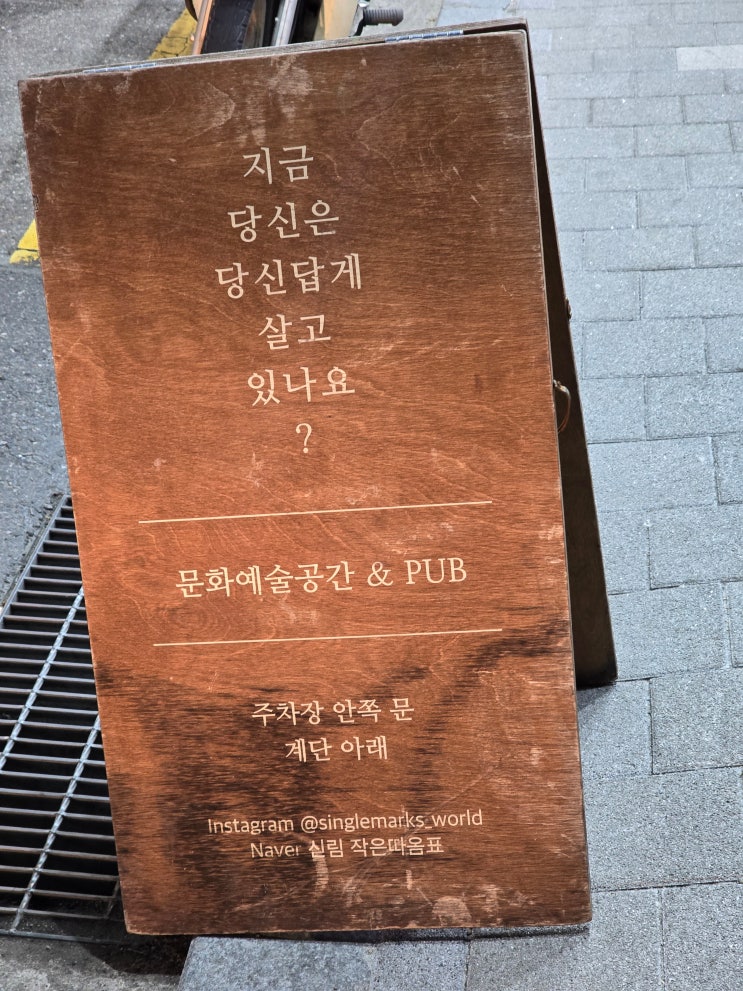 지금
당신은
당신답게
살고
있나요
?
문화예술공간 & PUB
주차장 안쪽 문
계단 아래
Instagram @singlemarks_world
Naver 신림 작은따옴표